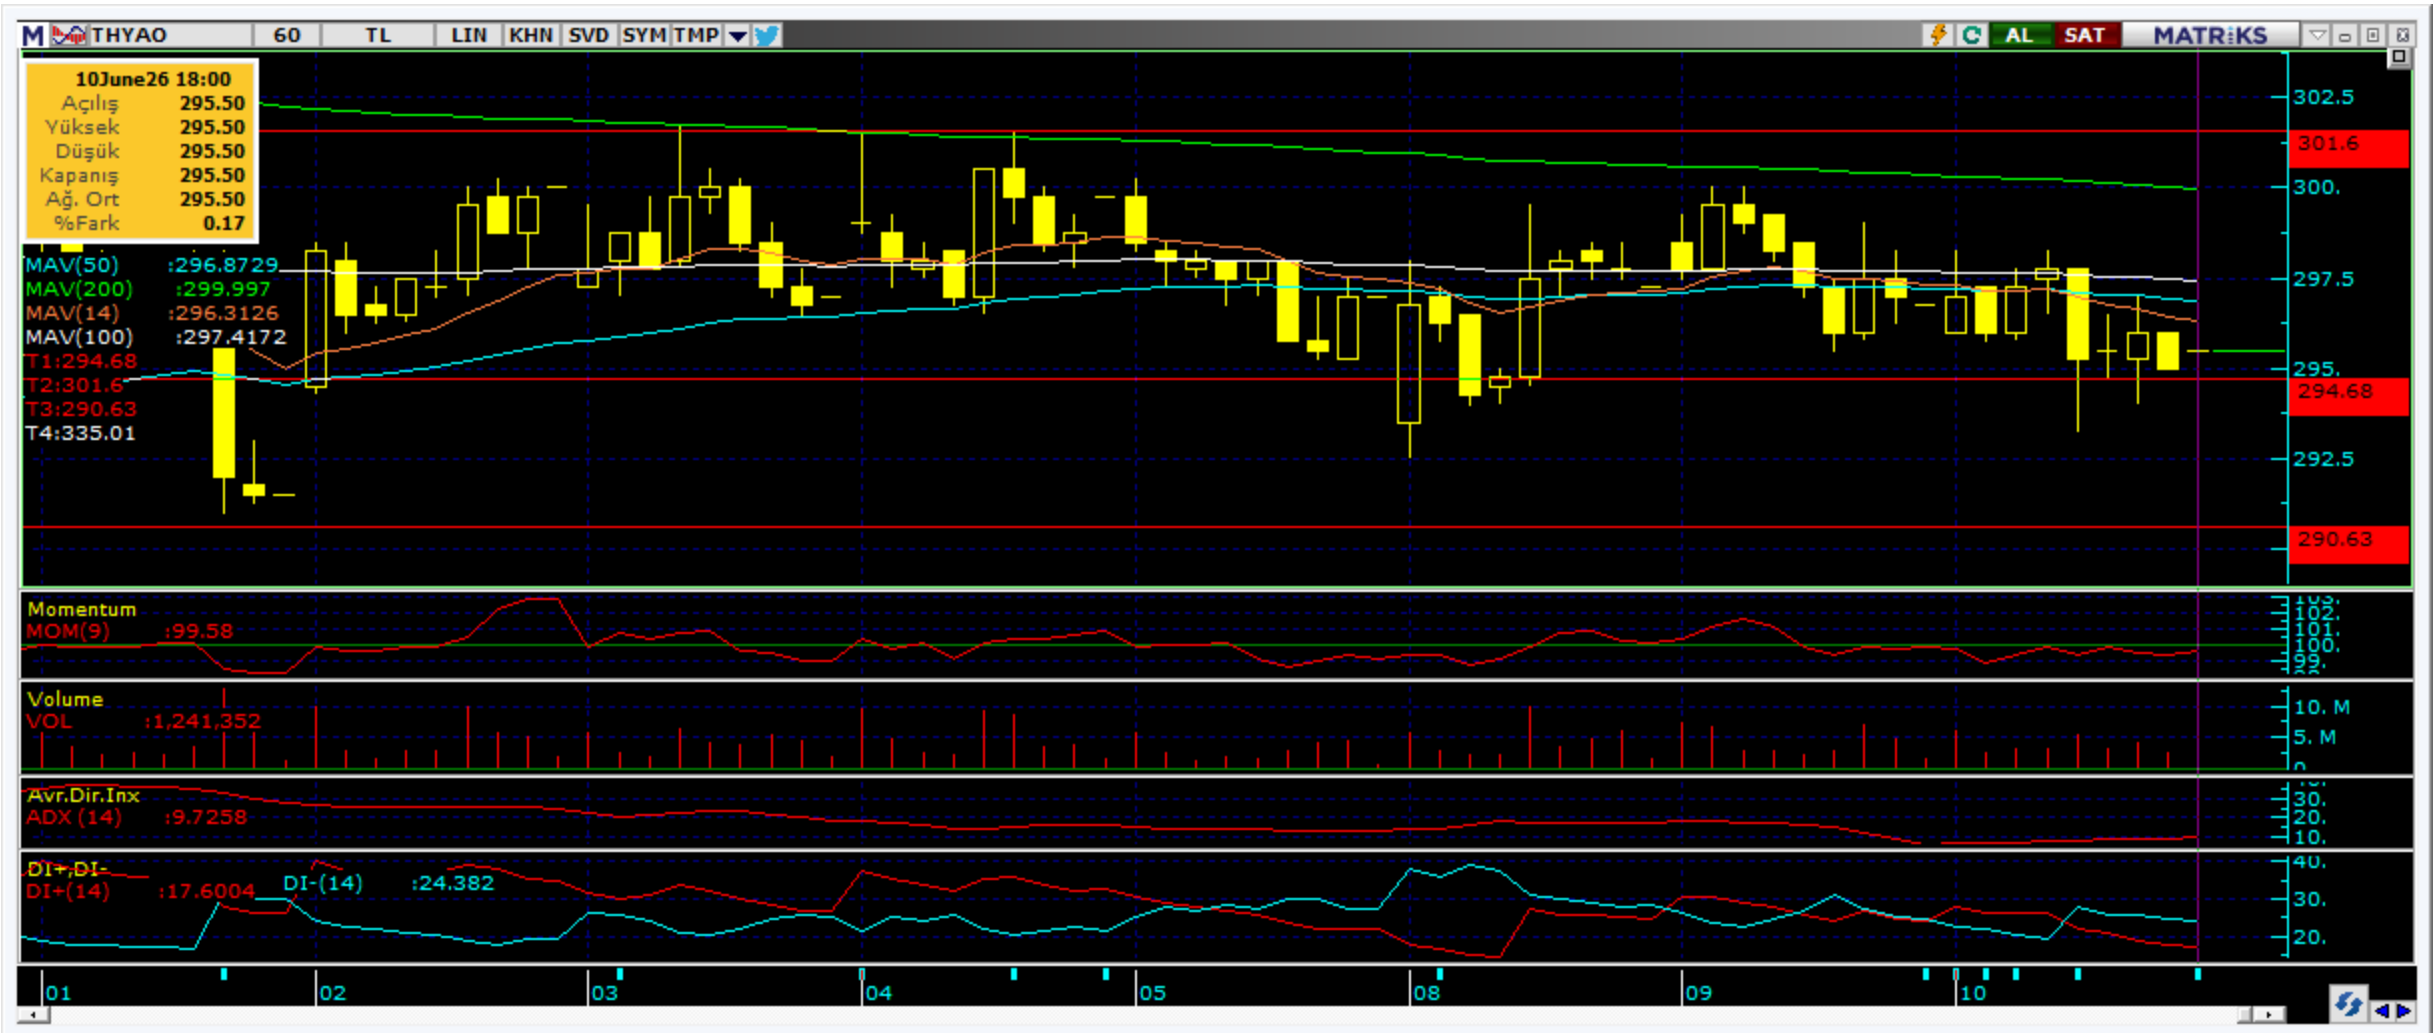 M THYAO 60 TL LIN KHN SVD SYM TMP AL SAT MATRiKS
10June26 18:00
Açılış 295.50
Yüksek 295.50
Düşük 295.50
Kapanış 295.50
Ağ. Ort 295.50
%Fark 0.17
MAV(50) :296.8729
MAV(200) :299.997
MAV(14) :296.3126
MAV(100) :297.4172
T1:294.68
T2:301.6
T3:290.63
T4:335.01
302.5
301.6
300.
297.5
295.
294.68
292.5
290.63
Momentum
MOM(9) :99.58
103.
102.
101.
100.
99.
Volume
VOL :1,241,352
10. M
5. M
0
Avr.Dir.Inx
ADX (14) :9.7258
30.
20.
10.
DI+,DI-
DI+(14) :17.6004 DI-(14) :24.382
40.
30.
20.
01 02 03 04 05 08 09 10